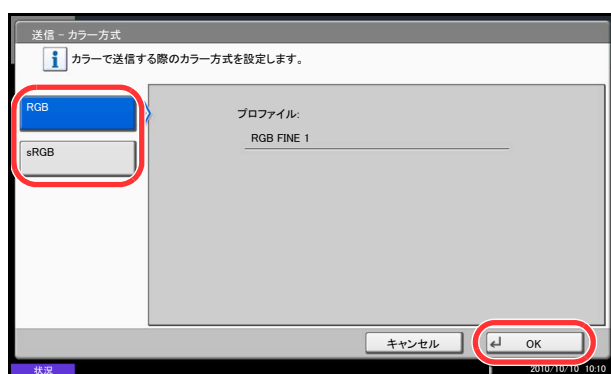 送信 - カラー方式
カラーで送信する際のカラー方式を設定します。
RGB
sRGB
プロファイル:
RGB FINE 1
キャンセル
OK
状況
2010/10/10 10:10